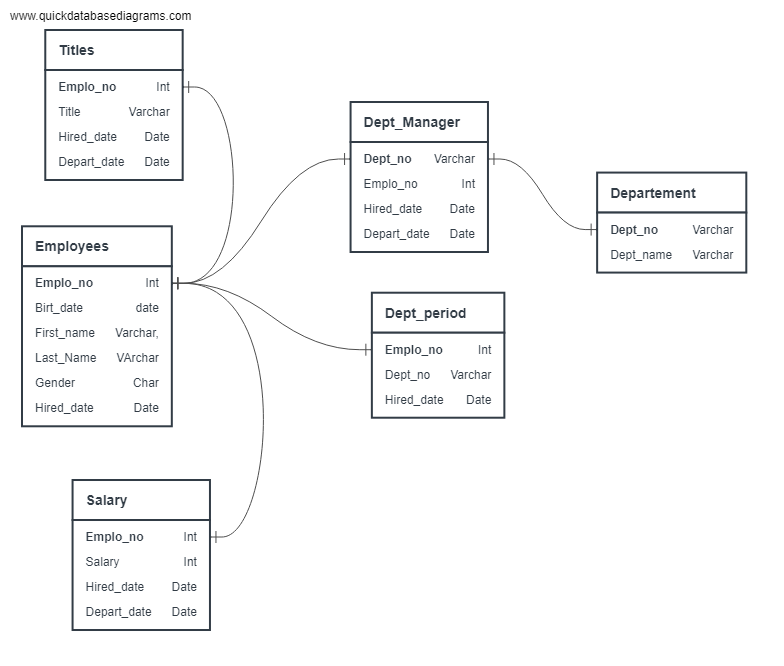 www.quickdatabasediagrams.com
Titles
Emplo_no Int
Title Varchar
Hired_date Date
Depart_date Date
Dept_Manager
Dept_no Varchar
Emplo_no Int
Hired_date Date
Depart_date Date
Departement
Dept_no Varchar
Dept_name Varchar
Employees
Emplo_no Int
Birt_date date
First_name Varchar,
Last_Name VArchar
Gender Char
Hired_date Date
Dept_period
Emplo_no Int
Dept_no Varchar
Hired_date Date
Salary
Emplo_no Int
Salary Int
Hired_date Date
Depart_date Date